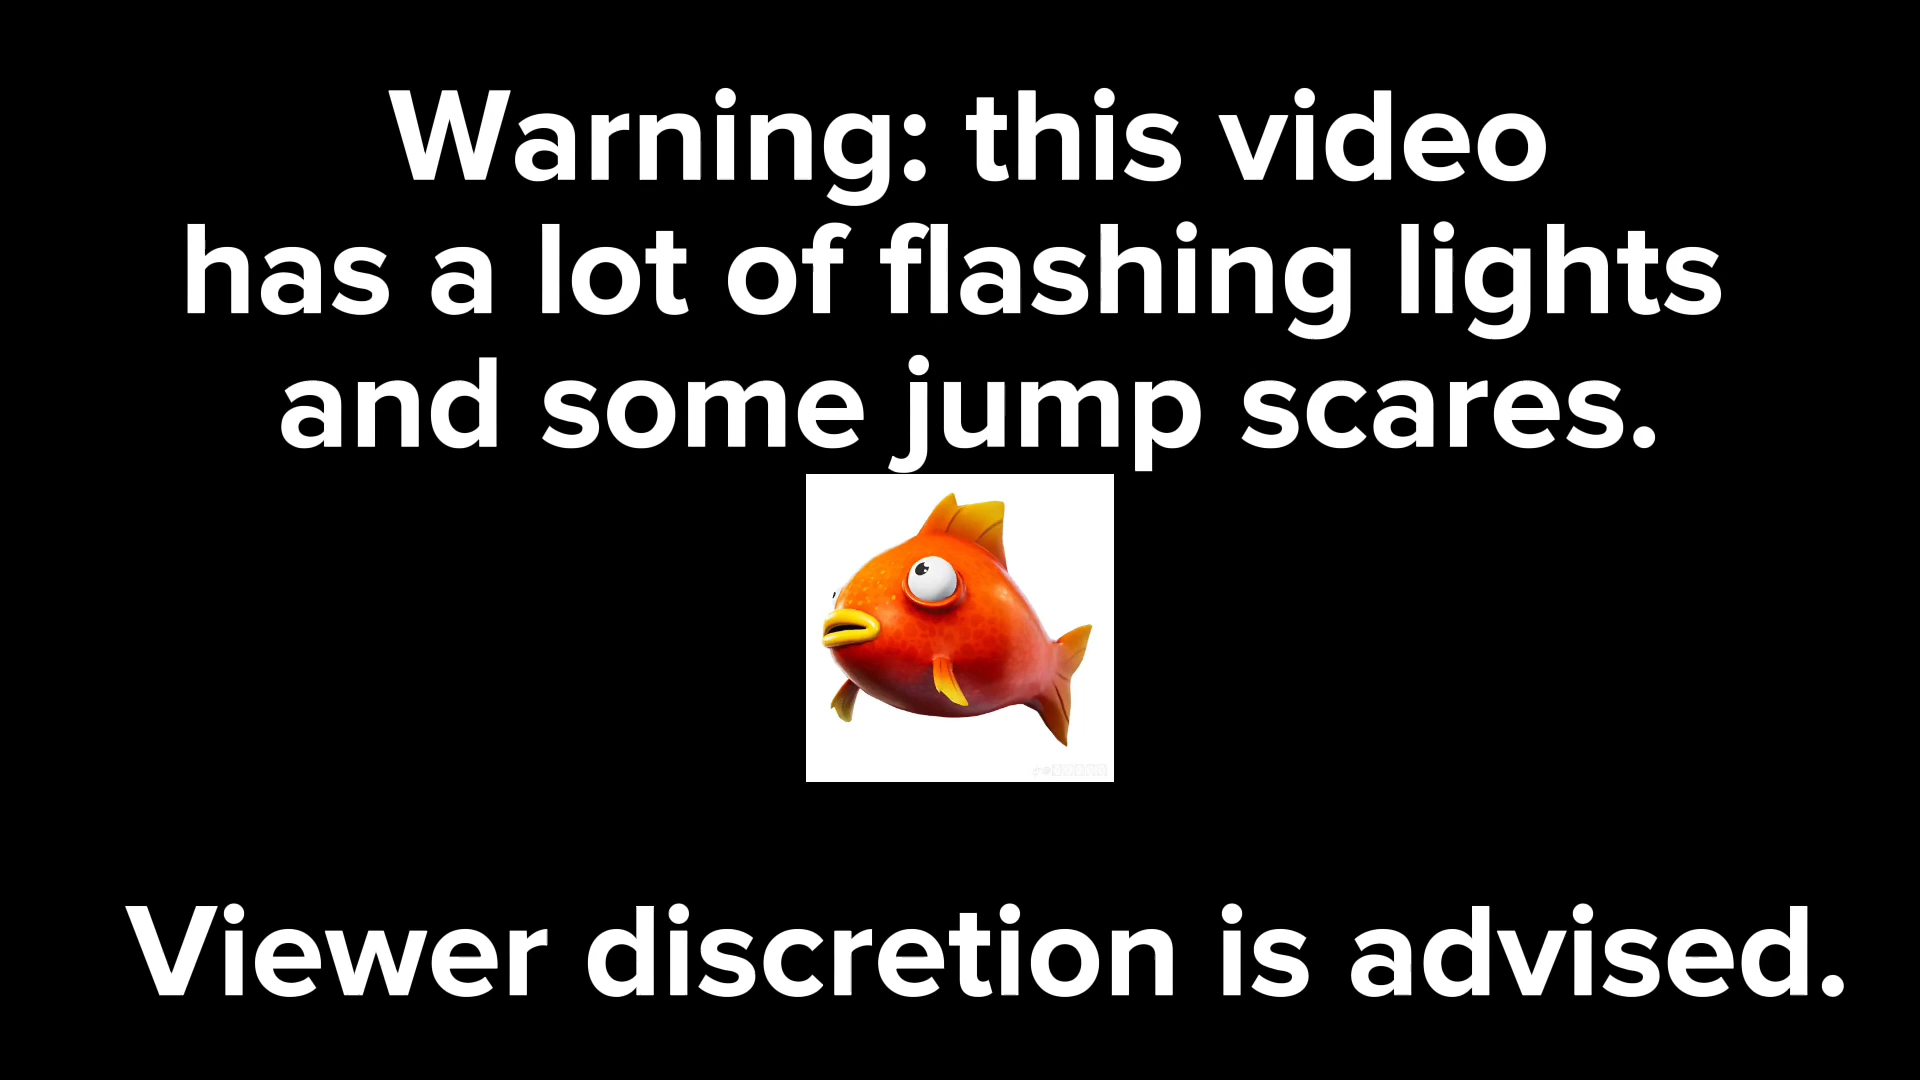 Warning: this video
has a lot of flashing lights
and some jump scares.
Viewer discretion is advised.